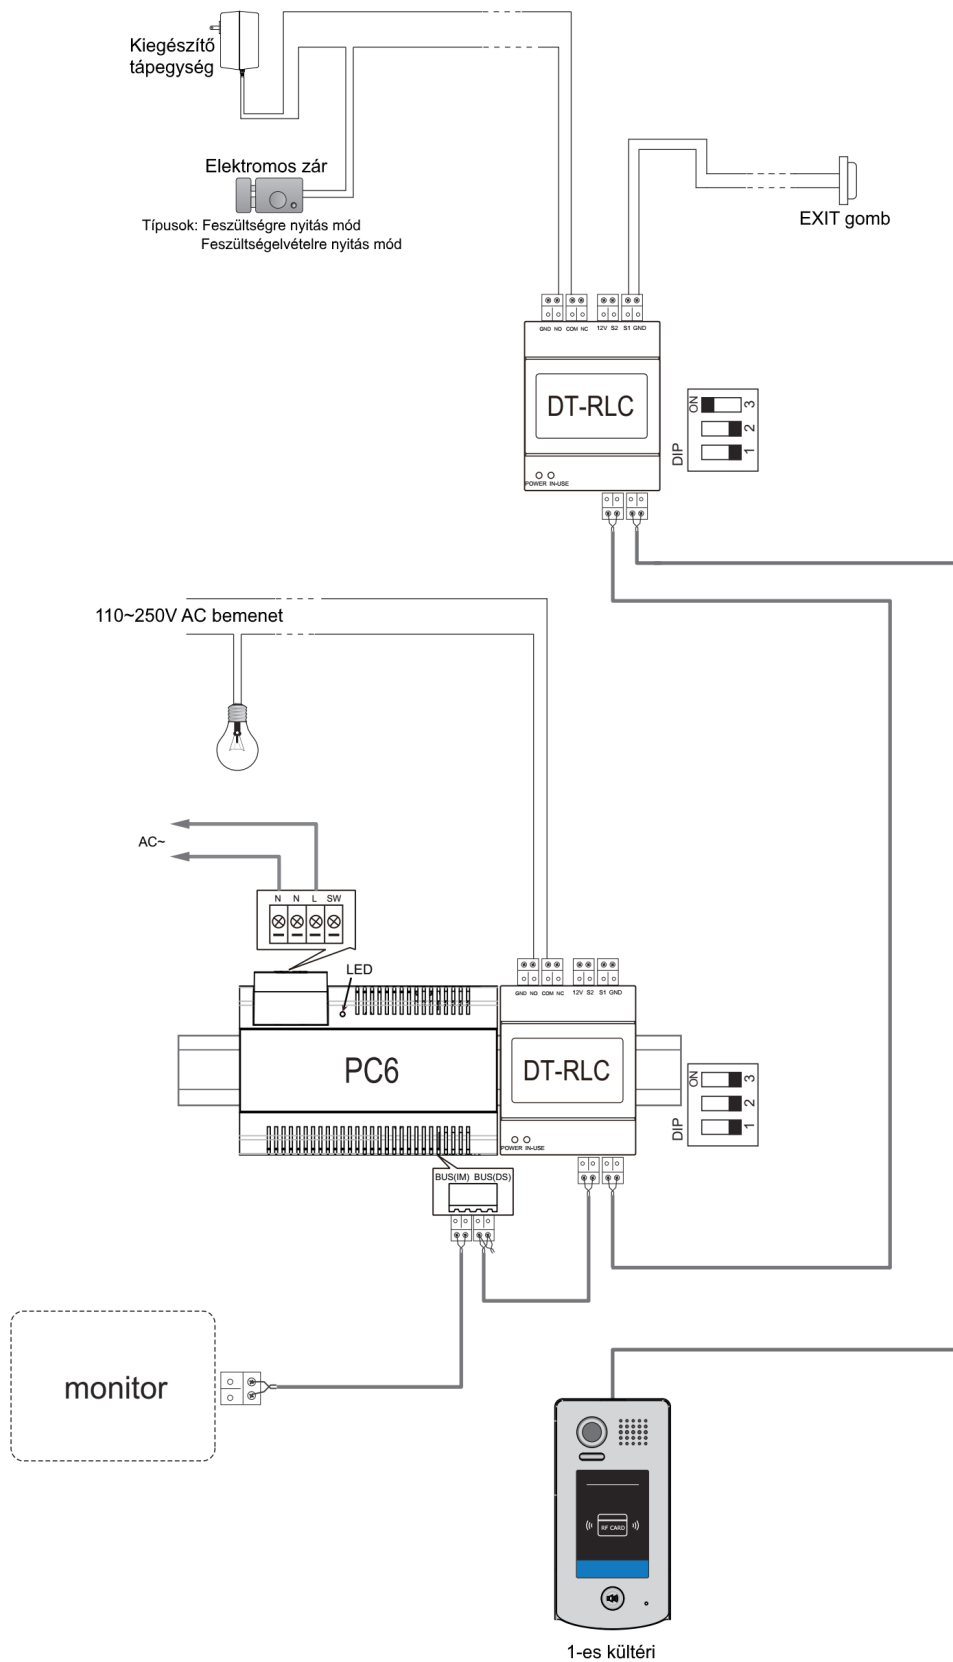 Kiegészítő
tápegység
Elektromos zár
Típusok: Feszültségre nyitás mód
Feszültségelvételre nyitás mód
EXIT gomb
GND NO COM NC 12V S2 S1 GND
DT-RLC
POWER IN-USE
ON
DIP
1 2 3
110~250V AC bemenet
AC~
N N L SW
LED
PC6
BUS(IM) BUS(DS)
GND NO COM NC 12V S2 S1 GND
DT-RLC
POWER IN-USE
ON
DIP
1 2 3
monitor
RF CARD
1-es kültéri